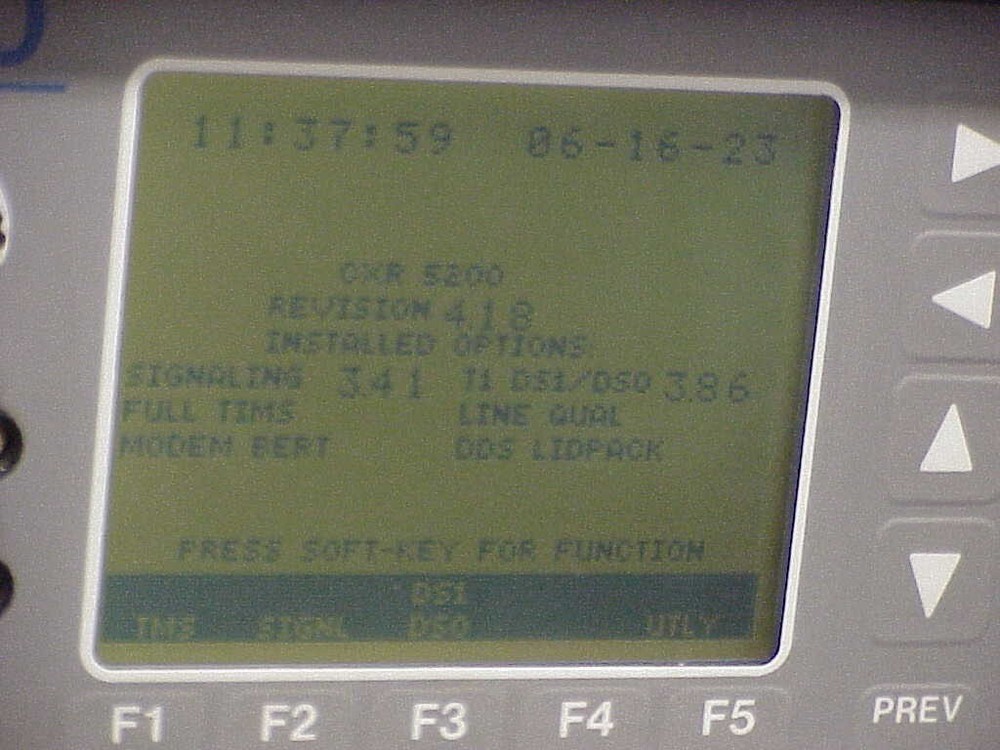 11:37:59 06-16-23
CXR 5200
REVISION 4.18
INSTALLED OPTIONS
SIGNALING 3.41 T1 DS1/DS0 3.86
FULL TIMS LINE QUAL
MODEM BERT DDS LIDPACK
PRESS SOFT-KEY FOR FUNCTION
DS1
TMS SIGNL DS0 UTLY
F1 F2 F3 F4 F5 PREV